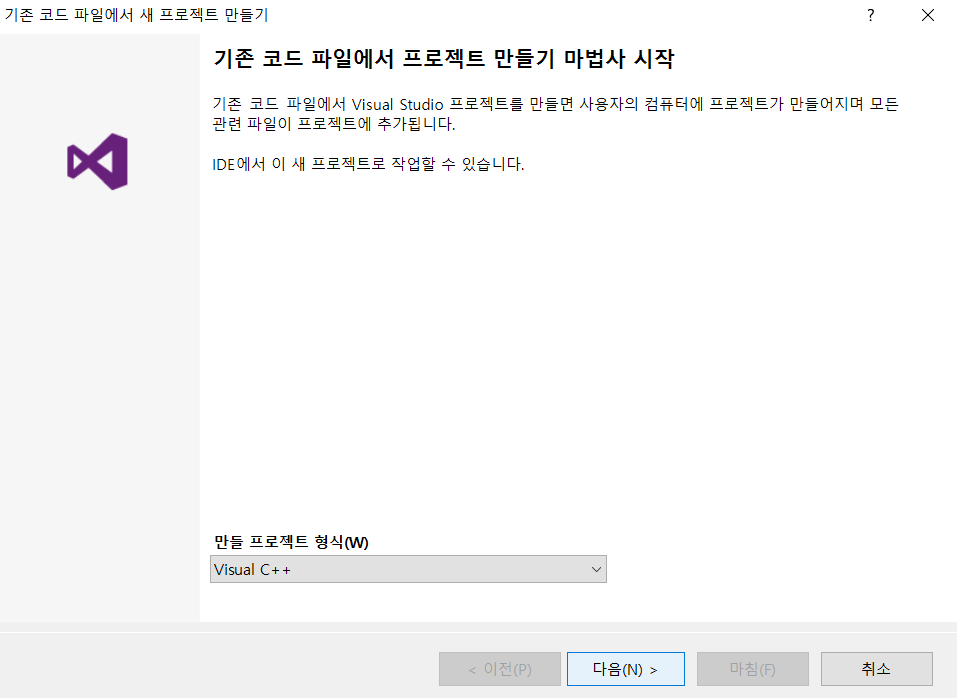 기존 코드 파일에서 새 프로젝트 만들기
?
기존 코드 파일에서 프로젝트 만들기 마법사 시작
기존 코드 파일에서 Visual Studio 프로젝트를 만들면 사용자의 컴퓨터에 프로젝트가 만들어지며 모든
관련 파일이 프로젝트에 추가됩니다.
IDE에서 이 새 프로젝트로 작업할 수 있습니다.
만들 프로젝트 형식(W)
Visual C++
< 이전(P) 다음(N) > 마침(F) 취소